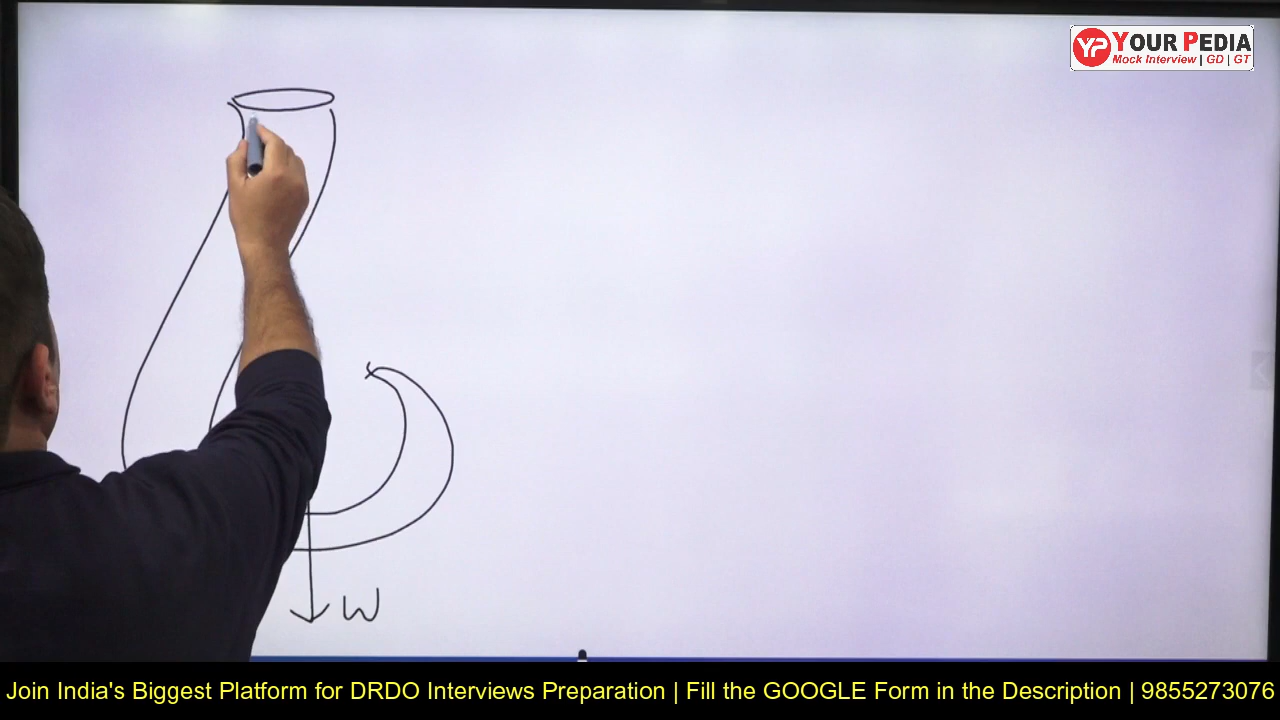 YP YOUR PEDIA
Mock Interview | GD | GT
W
Join India's Biggest Platform for DRDO Interviews Preparation | Fill the GOOGLE Form in the Description | 9855273076